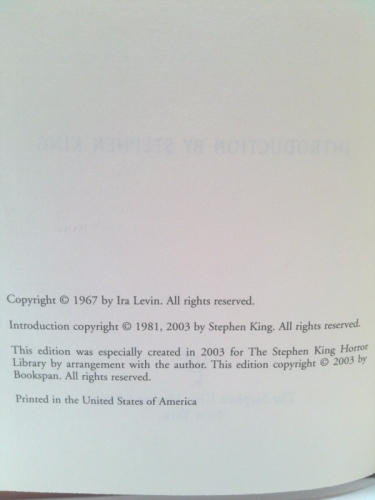 Copyright © 1967 by Ira Levin. All rights reserved.
Introduction copyright © 1981, 2003 by Stephen King. All rights reserved.
This edition was especially created in 2003 for The Stephen King Horror
Library by arrangement with the author. This edition copyright © 2003 by
Bookspan. All rights reserved.
Printed in the United States of America